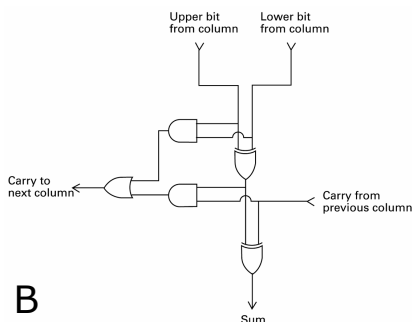 Upper bit
from column
Lower bit
from column
Carry to
next column
Carry from
previous column
B
Sum